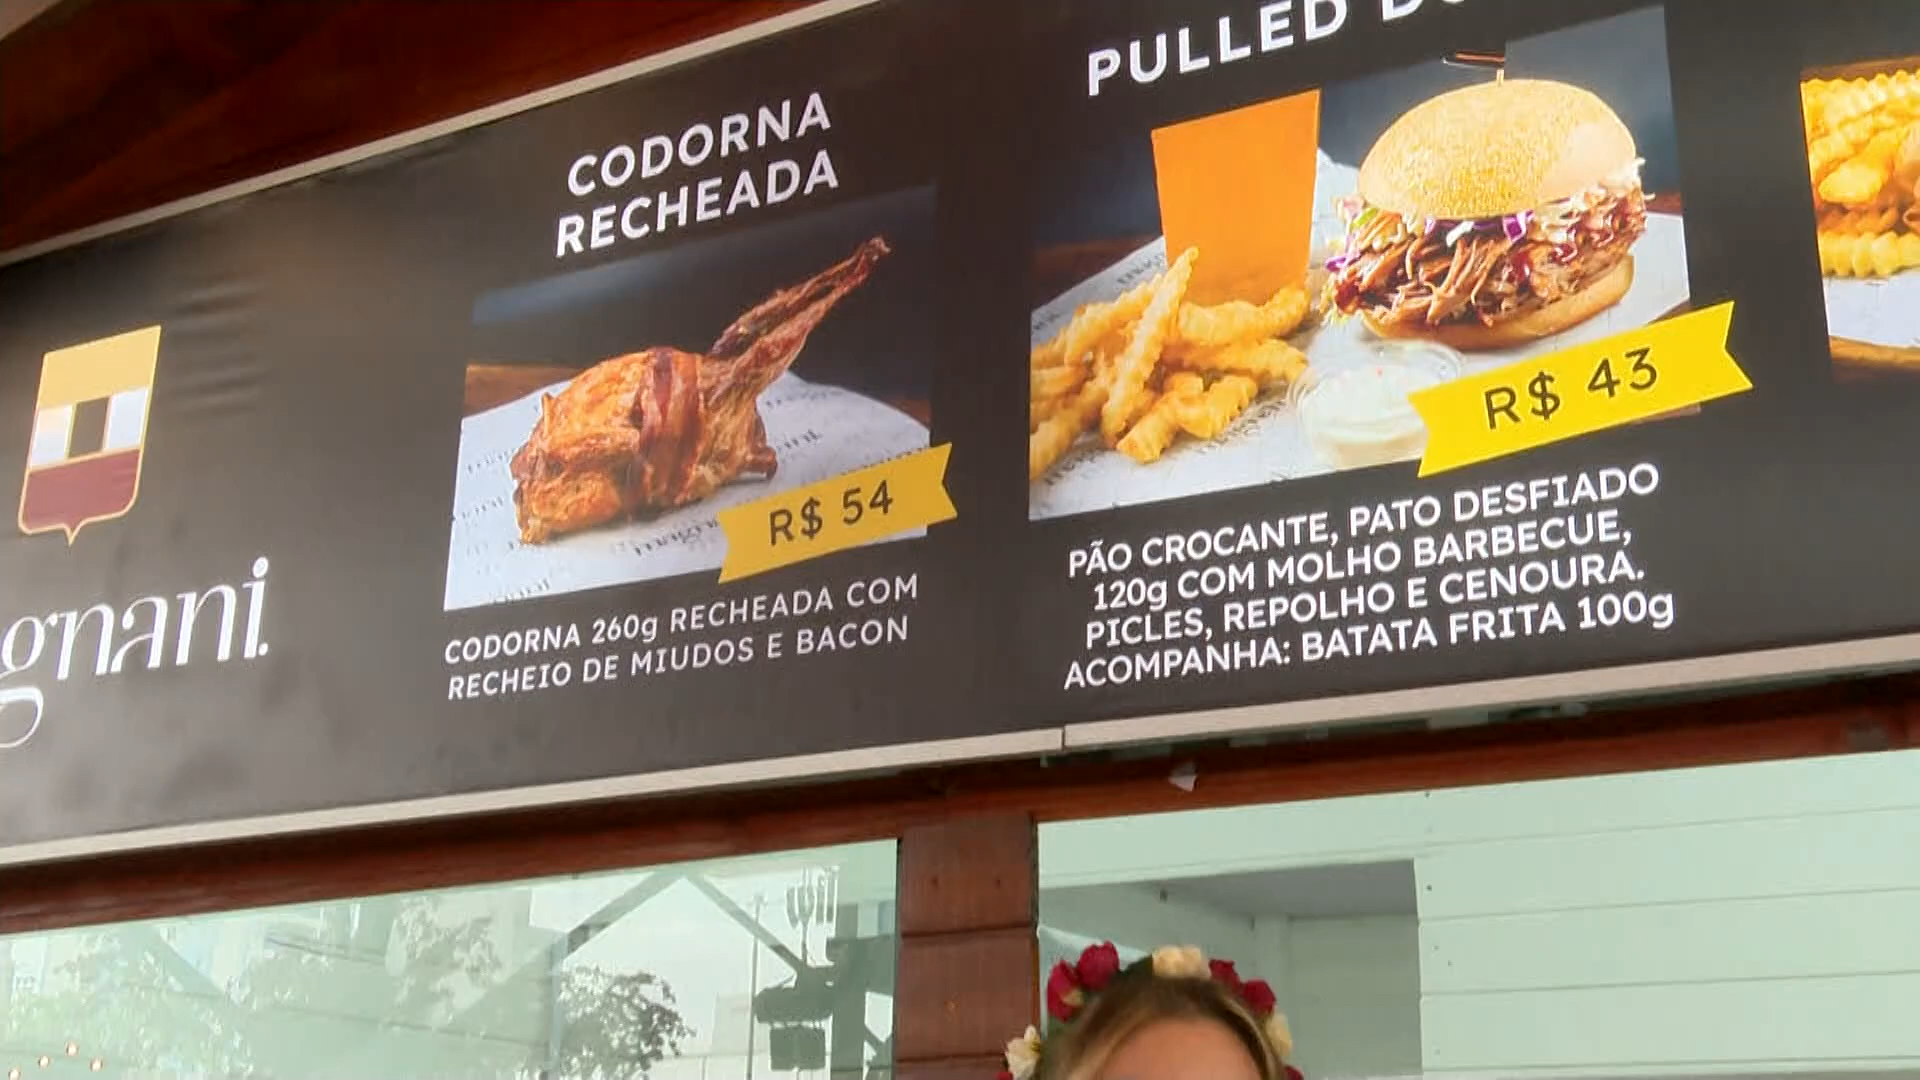 gnani.
CODORNA
RECHEADA
R$ 54
CODORNA 260g RECHEADA COM
RECHEIO DE MIUDOS E BACON
PULLED
R$ 43
PÃO CROCANTE, PATO DESFIADO
120g COM MOLHO BARBECUE,
PICLES, REPOLHO E CENOURA.
ACOMPANHA: BATATA FRITA 100g